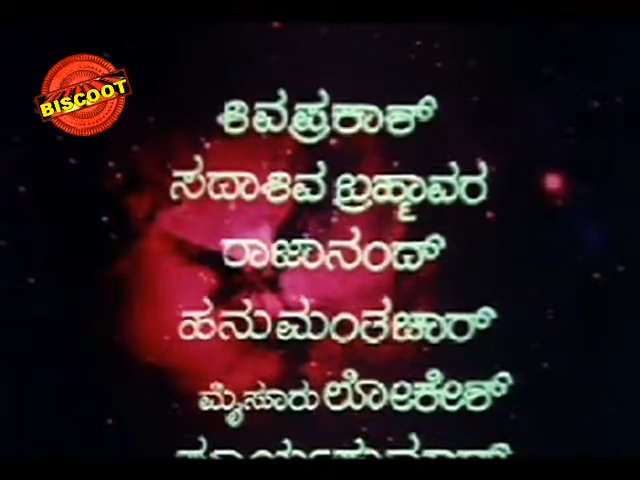 BISCOOT
ಶಿವಪ್ರಕಾಶ್
ಸದಾಶಿವ ಬ್ರಹ್ಮಾವರ
ರಾಜಾನಂದ್
ಹನುಮಂತಚಾರ್
ಮೈಸೂರು ಲೋಕೇಶ್